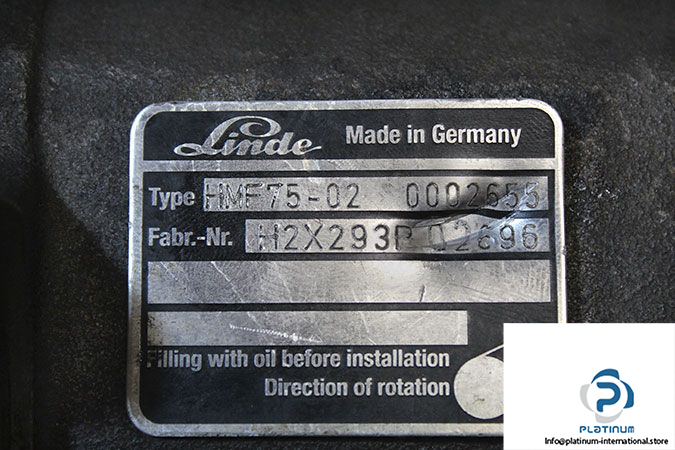 Linde Made in Germany
Type HMF75-02 0002655
Fabr.-Nr. H2X293P02696
Filling with oil before installation
Direction of rotation
PLATINUM
info@platinum-international.store